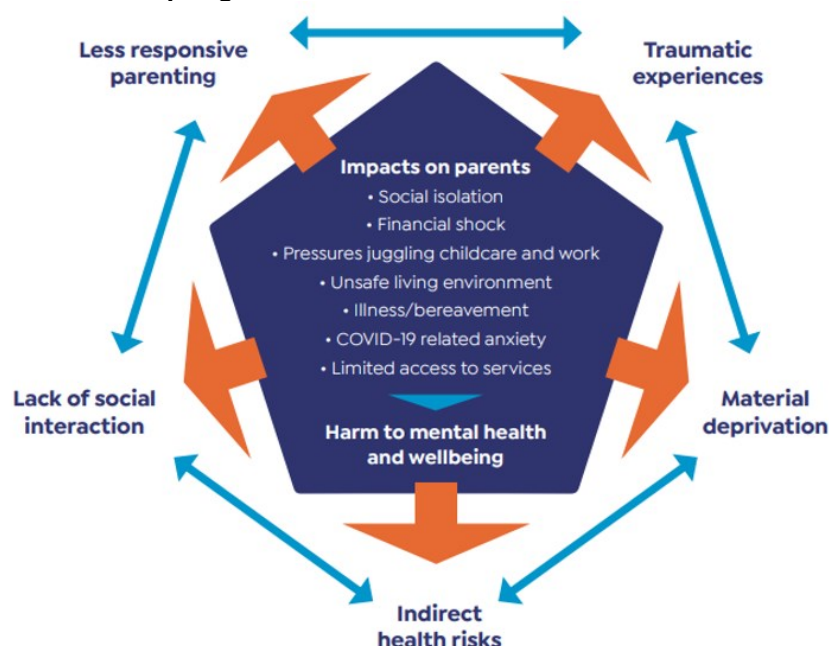 Less responsive
parenting
Traumatic
experiences
Impacts on parents
• Social isolation
• Financial shock
• Pressures juggling childcare and work
• Unsafe living environment
• Illness/bereavement
• COVID-19 related anxiety
• Limited access to services
Harm to mental health
and wellbeing
Lack of social
interaction
Material
deprivation
Indirect
health risks